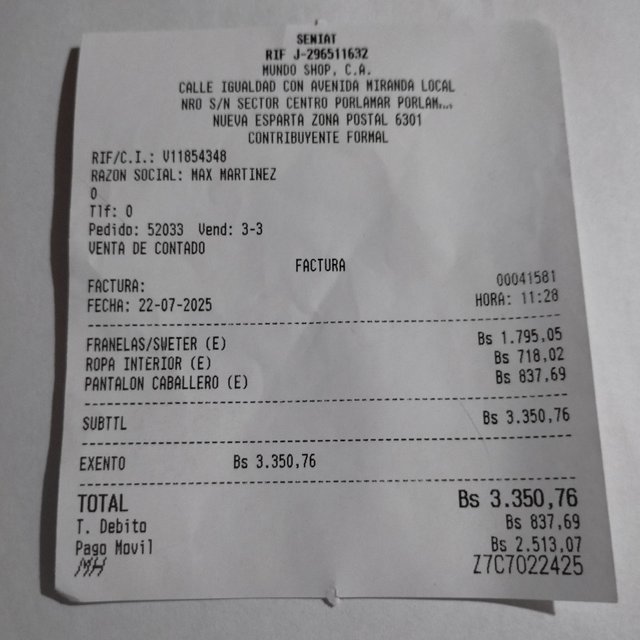 SENIAT
RIF J-296511632
MUNDO SHOP, C.A.
CALLE IGUALDAD CON AVENIDA MIRANDA LOCAL
NRO S/N SECTOR CENTRO PORLAMAR PORLAM...,
NUEVA ESPARTA ZONA POSTAL 6301
CONTRIBUYENTE FORMAL
RIF/C.I.: V11854348
RAZON SOCIAL: MAX MARTINEZ
0
Tlf: 0
Pedido: 52033 Vend: 3-3
VENTA DE CONTADO
FACTURA
FACTURA: 00041581
FECHA: 22-07-2025 HORA: 11:28
FRANELAS/SWETER (E) Bs 1.795,05
ROPA INTERIOR (E) Bs 718,02
PANTALON CABALLERO (E) Bs 837,69
SUBTTL Bs 3.350,76
EXENTO Bs 3.350,76
TOTAL Bs 3.350,76
T. Debito Bs 837,69
Pago Movil Bs 2.513,07
MH Z7C7022425